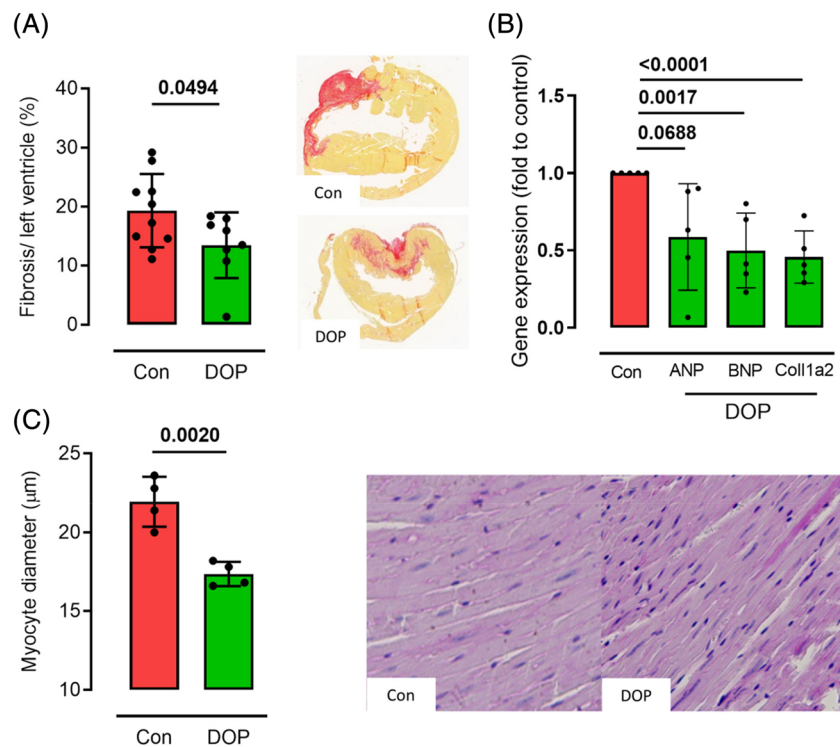 (A)
Fibrosis/ left ventricle (%)
40
30
20
10
0
0.0494
Con
DOP
Con
DOP
(B)
Gene expression (fold to control)
1.5
1.0
0.5
0.0
<0.0001
0.0017
0.0688
Con
ANP
BNP
Coll1a2
DOP
(C)
Myocyte diameter (μm)
25
20
15
10
0.0020
Con
DOP
Con
DOP